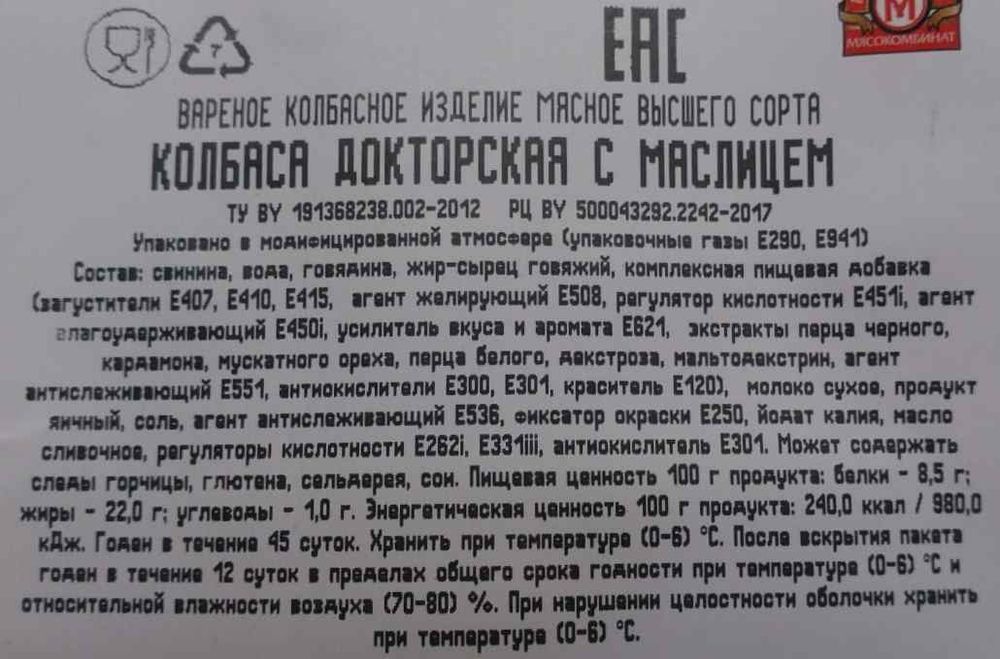 ЕАС
МЯСОКОМБИНАТ
ВАРЕНОЕ КОЛБАСНОЕ ИЗДЕЛИЕ МЯСНОЕ ВЫСШЕГО СОРТА
КОЛБАСА ДОКТОРСКАЯ С МАСЛИЦЕМ
ТУ BY 191368238.002-2012 РЦ BY 500043292.2242-2017
Упаковано в модифицированной атмосфере (упаковочные газы Е290, Е941)
Состав: свинина, вода, говядина, жир-сырец говяжий, комплексная пищевая добавка
(загустители Е407, Е410, Е415, агент желирующий Е508, регулятор кислотности Е451i, агент
влагоудерживающий Е450i, усилитель вкуса и аромата Е621, экстракты перца черного,
кардамона, мускатного ореха, перца белого, декстроза, мальтодекстрин, агент
антислеживающий Е551, антиокислители Е300, Е301, краситель Е120), молоко сухое, продукт
яичный, соль, агент антислеживающий Е536, фиксатор окраски Е250, йодат калия, масло
сливочное, регуляторы кислотности Е262i, Е331iii, антиокислитель Е301. Может содержать
следы горчицы, глютена, сельдерея, сои. Пищевая ценность 100 г продукта: белки - 8,5 г;
жиры - 22,0 г; углеводы - 1,0 г. Энергетическая ценность 100 г продукта: 240,0 ккал / 980,0
кДж. Годен в течение 45 суток. Хранить при температуре (0-6) °С. После вскрытия пакета
годен в течение 12 суток в пределах общего срока годности при температуре (0-6) °С и
относительной влажности воздуха (70-80) %. При нарушении целостности оболочки хранить
при температуре (0-6) °С.